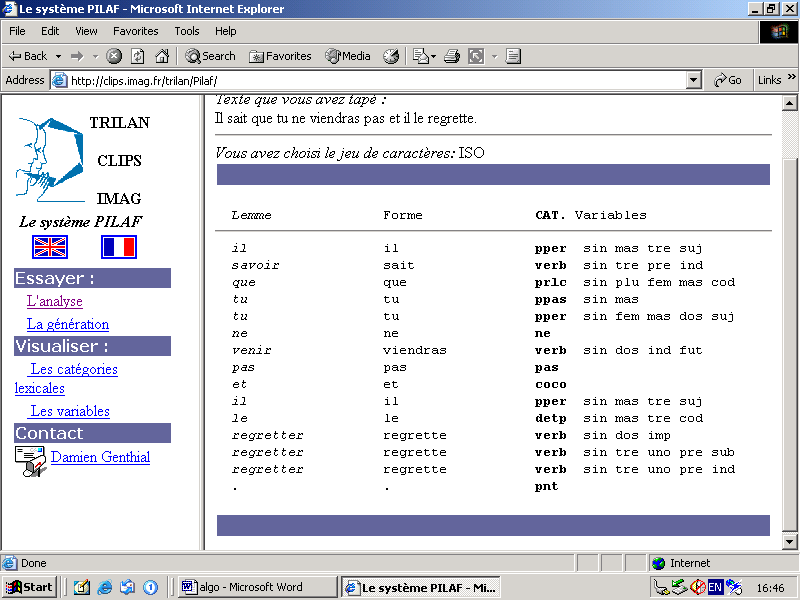 Le système PILAF - Microsoft Internet Explorer
File Edit View Favorites Tools Help
Back Search Favorites Media
Address http://clips.imag.fr/trilan/Pilaf/ Go Links »
TRILAN
CLIPS
IMAG
Le système PILAF
Essayer :
L'analyse
La génération
Visualiser :
Les catégories
lexicales
Les variables
Contact
Damien Genthial
Texte que vous avez tapé :
Il sait que tu ne viendras pas et il le regrette.
Vous avez choisi le jeu de caractères: ISO
Lemme Forme CAT. Variables
il il pper sin mas tre suj
savoir sait verb sin tre pre ind
que que prlc sin plu fem mas cod
tu tu ppas sin mas
tu tu pper sin fem mas dos suj
ne ne ne
venir viendras verb sin dos ind fut
pas pas pas
et et coco
il il pper sin mas tre suj
le le detp sin mas tre cod
regretter regrette verb sin dos imp
regretter regrette verb sin tre uno pre sub
regretter regrette verb sin tre uno pre ind
. . pnt
Done Internet
Start algo - Microsoft Word Le système PILAF - Mi... EN 16:46